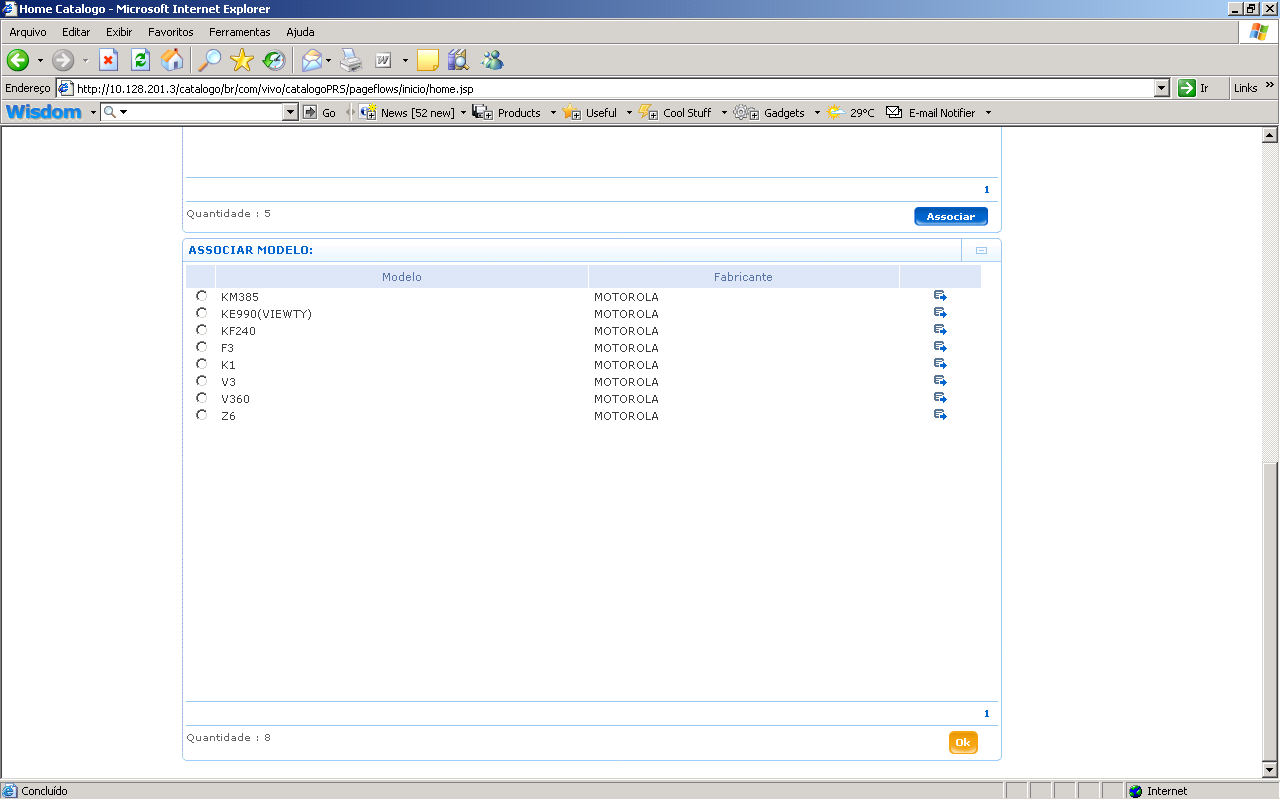 Home Catalogo - Microsoft Internet Explorer
Arquivo Editar Exibir Favoritos Ferramentas Ajuda
Endereço http://10.128.201.3/catalogo/br/com/vivo/catalogoPRS/pageflows/inicio/home.jsp Ir Links »
Wisdom Go News [52 new] Products Useful Cool Stuff Gadgets 29°C E-mail Notifier
1
Quantidade : 5 Associar
ASSOCIAR MODELO:
Modelo Fabricante
KM385 MOTOROLA
KE990(VIEWTY) MOTOROLA
KF240 MOTOROLA
F3 MOTOROLA
K1 MOTOROLA
V3 MOTOROLA
V360 MOTOROLA
Z6 MOTOROLA
1
Quantidade : 8 Ok
Concluído Internet